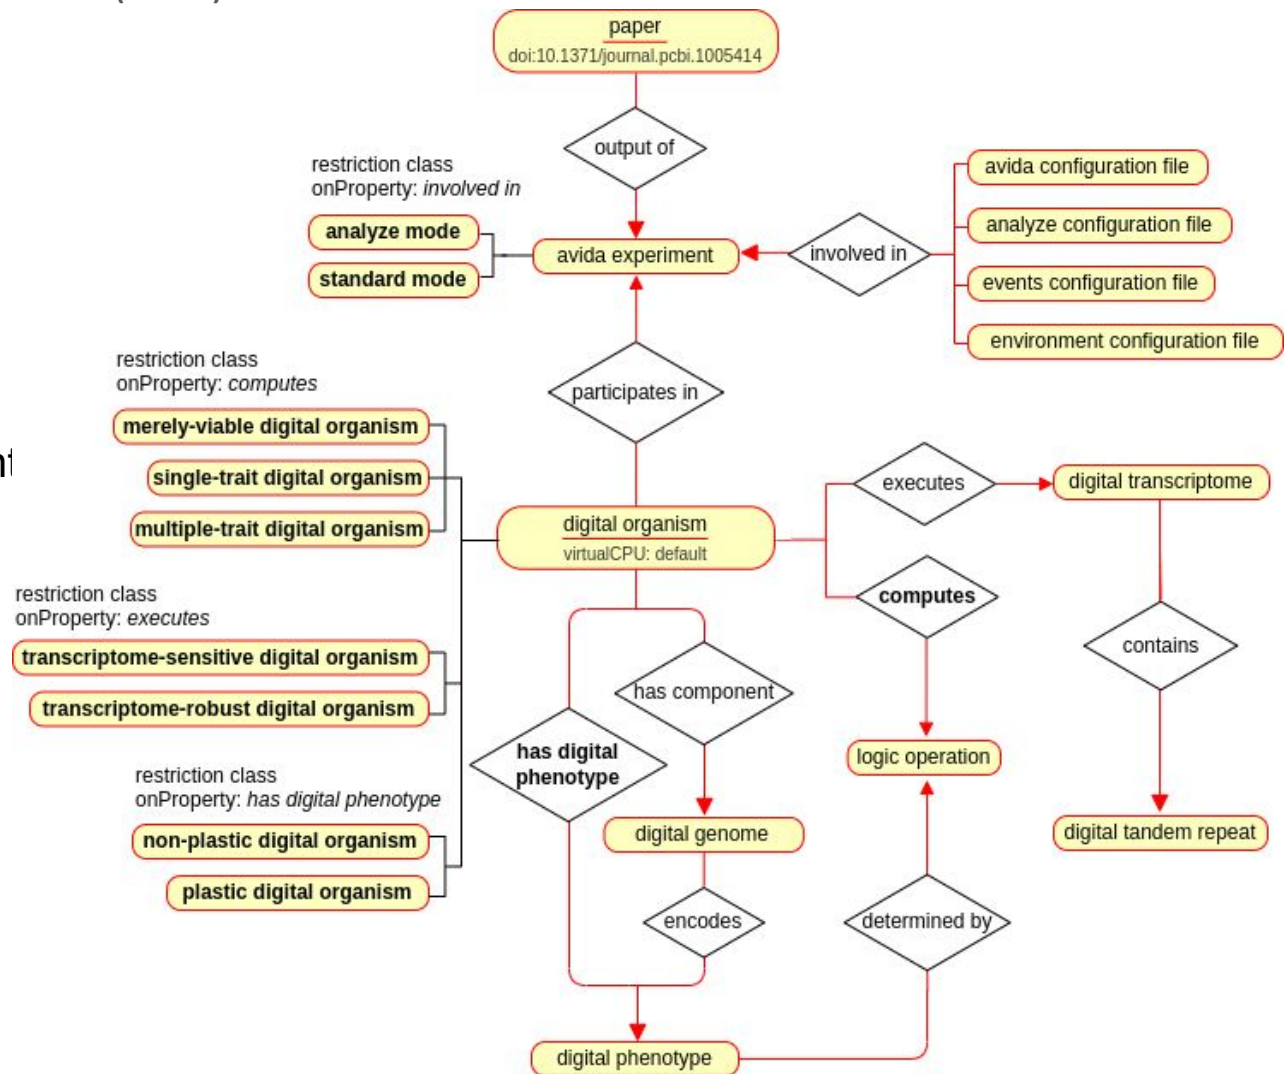 paper
doi:10.1371/journal.pcbi.1005414
output of
restriction class
onProperty: involved in
analyze mode
standard mode
avida experiment
involved in
avida configuration file
analyze configuration file
events configuration file
environment configuration file
participates in
restriction class
onProperty: computes
merely-viable digital organism
single-trait digital organism
multiple-trait digital organism
digital organism
virtualCPU: default
executes
digital transcriptome
computes
contains
restriction class
onProperty: executes
transcriptome-sensitive digital organism
transcriptome-robust digital organism
has component
has digital
phenotype
logic operation
restriction class
onProperty: has digital phenotype
non-plastic digital organism
plastic digital organism
digital genome
digital tandem repeat
encodes
determined by
digital phenotype